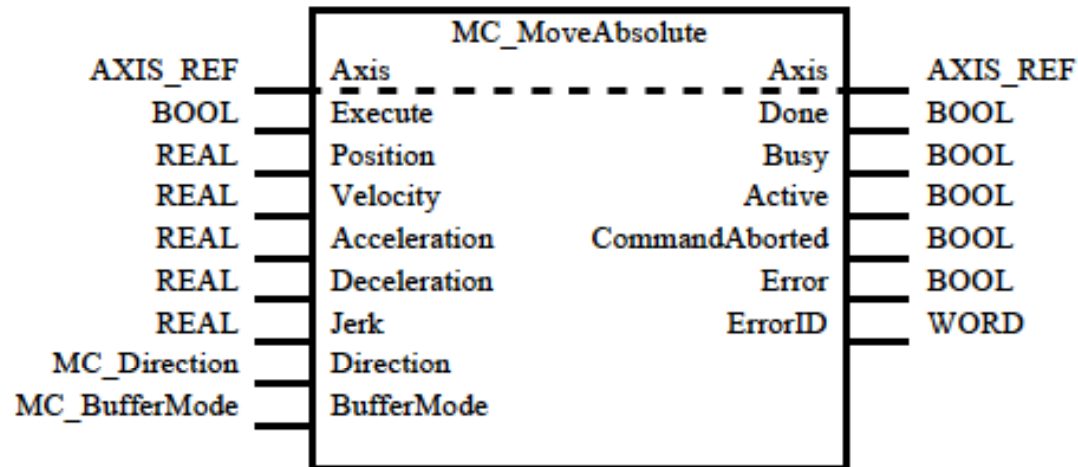 MC_MoveAbsolute
AXIS_REF Axis Axis AXIS_REF
BOOL Execute Done BOOL
REAL Position Busy BOOL
REAL Velocity Active BOOL
REAL Acceleration CommandAborted BOOL
REAL Deceleration Error BOOL
REAL Jerk ErrorID WORD
MC_Direction Direction
MC_BufferMode BufferMode